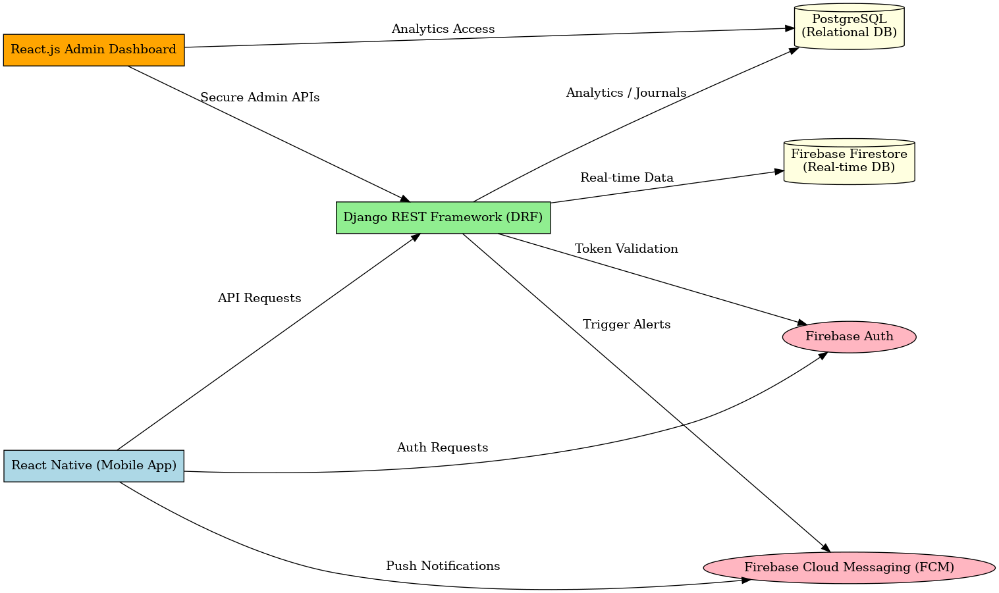 PostgreSQL
(Relational DB)
Analytics Access
React.js Admin Dashboard
Analytics / Journals
Secure Admin APIs
Firebase Firestore
(Real-time DB)
Real-time Data
Django REST Framework (DRF)
Token Validation
API Requests
Trigger Alerts
Firebase Auth
Auth Requests
React Native (Mobile App)
Push Notifications
Firebase Cloud Messaging (FCM)